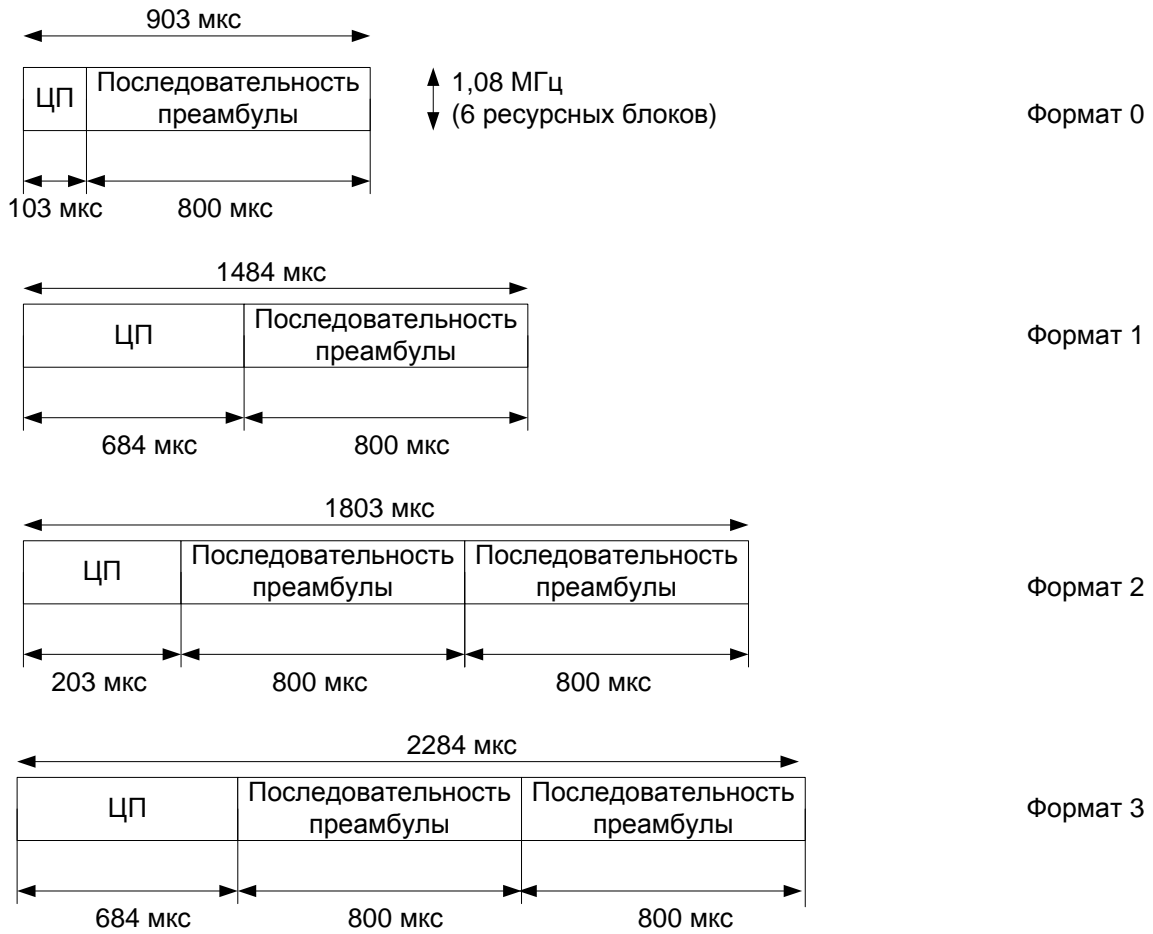 903 мкс
ЦП
Последовательность
преамбулы
1,08 МГц
(6 ресурсных блоков)
Формат 0
103 мкс
800 мкс
1484 мкс
ЦП
Последовательность
преамбулы
Формат 1
684 мкс
800 мкс
1803 мкс
ЦП
Последовательность
преамбулы
Последовательность
преамбулы
Формат 2
203 мкс
800 мкс
800 мкс
2284 мкс
ЦП
Последовательность
преамбулы
Последовательность
преамбулы
Формат 3
684 мкс
800 мкс
800 мкс